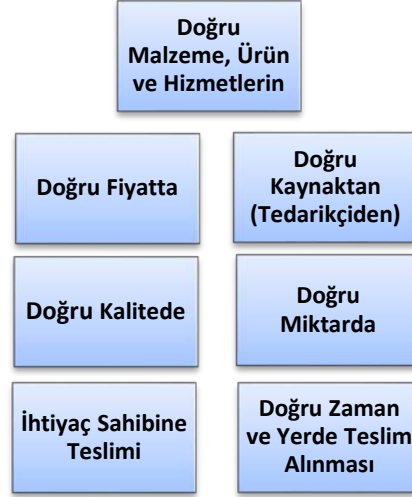 Doğru
Malzeme, Ürün
ve Hizmetlerin
Doğru Fiyatta
Doğru
Kaynaktan
(Tedarikçiden)
Doğru Kalitede
Doğru
Miktarda
İhtiyaç Sahibine
Teslimi
Doğru Zaman
ve Yerde Teslim
Alınması